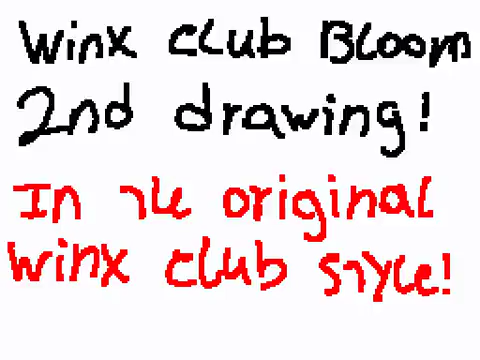 Winx club Bloom
2nd drawing!
In the original
winx club style!